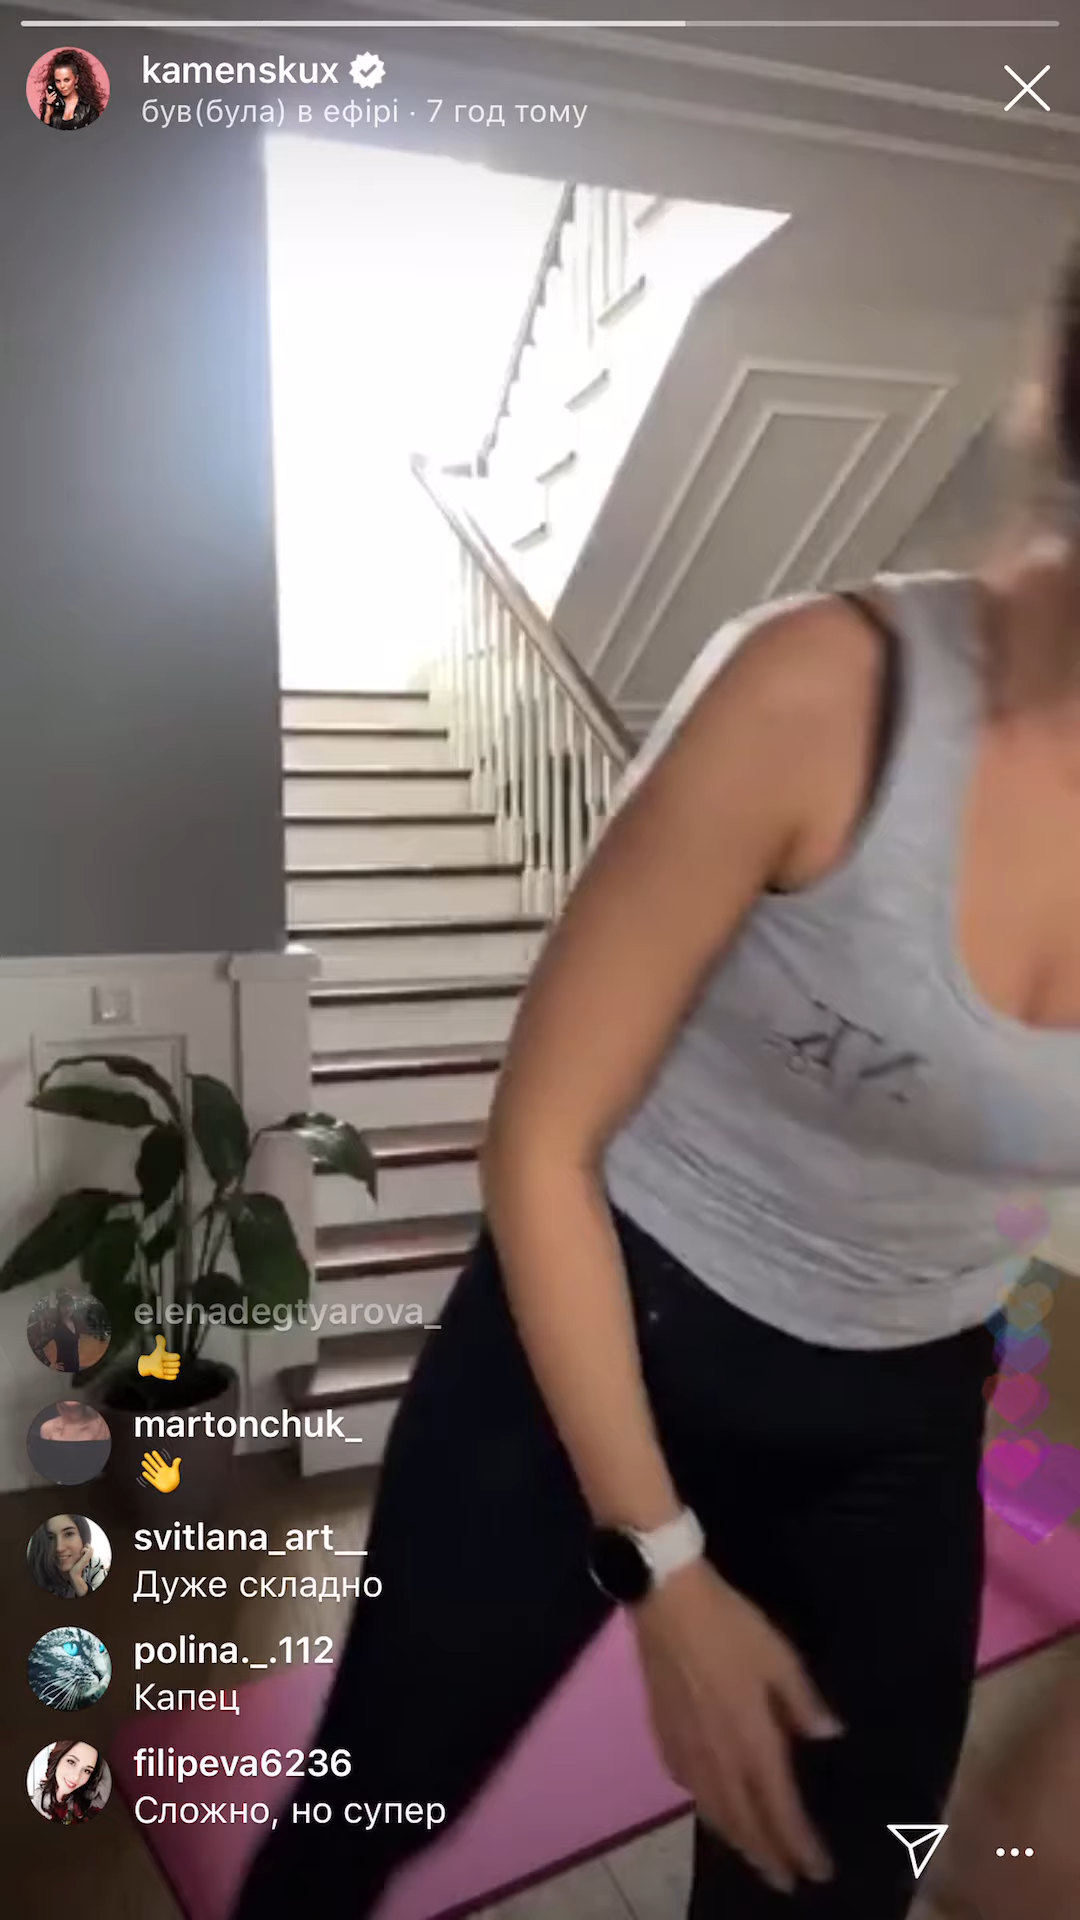 kamenskux
був(була) в ефірі · 7 год тому
elenadegtyarova_
👍
martonchuk_
👋
svitlana_art__
Дуже складно
polina._.112
Капец
filipeva6236
Сложно, но супер